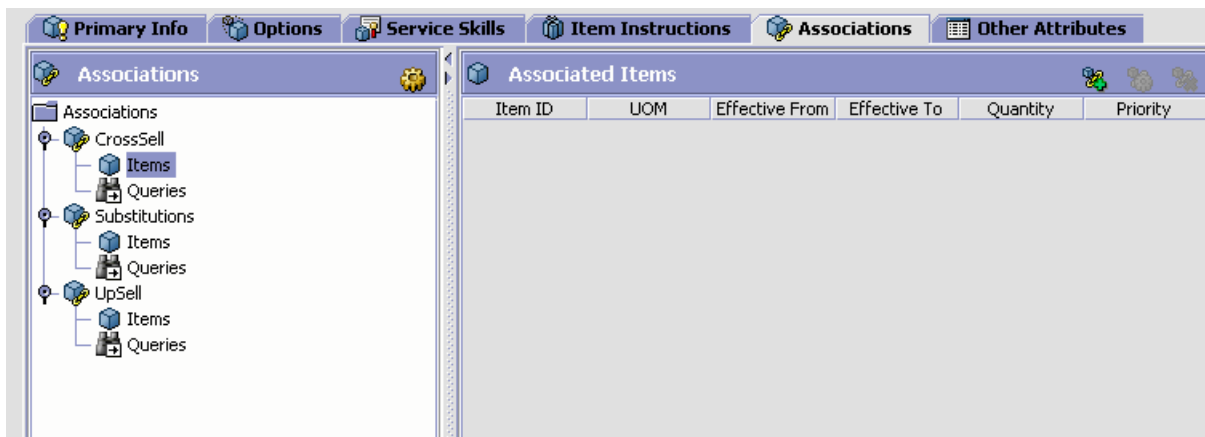 Primary Info Options Service Skills Item Instructions Associations Other Attributes
Associations
Associated Items
Item ID UOM Effective From Effective To Quantity Priority
Associations
CrossSell
Items
Queries
Substitutions
Items
Queries
UpSell
Items
Queries